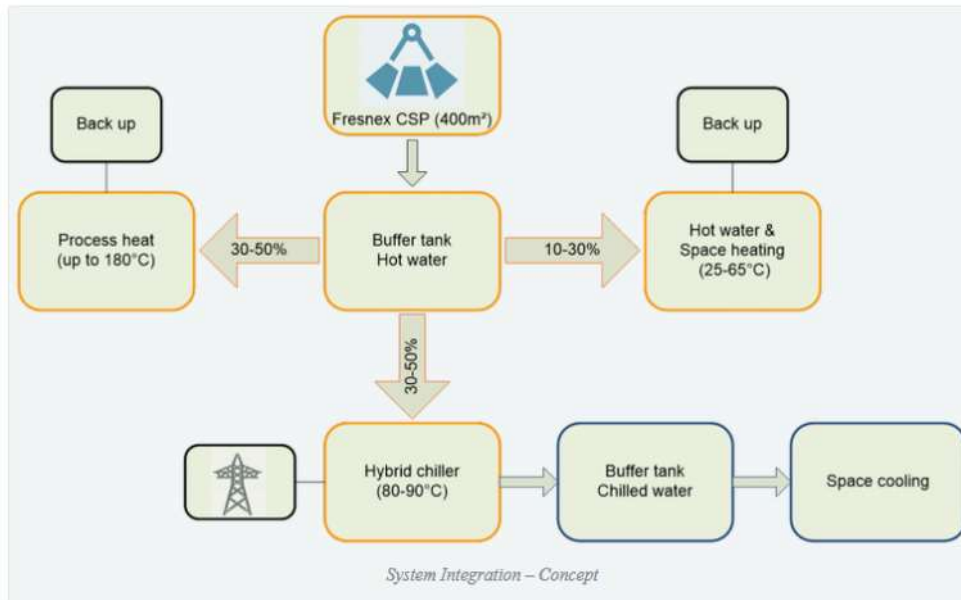 Fresnex CSP (400m²)
Back up
Back up
Process heat
(up to 180°C)
30-50%
Buffer tank
Hot water
10-30%
Hot water &
Space heating
(25-65°C)
30-50%
Hybrid chiller
(80-90°C)
Buffer tank
Chilled water
Space cooling
System Integration – Concept